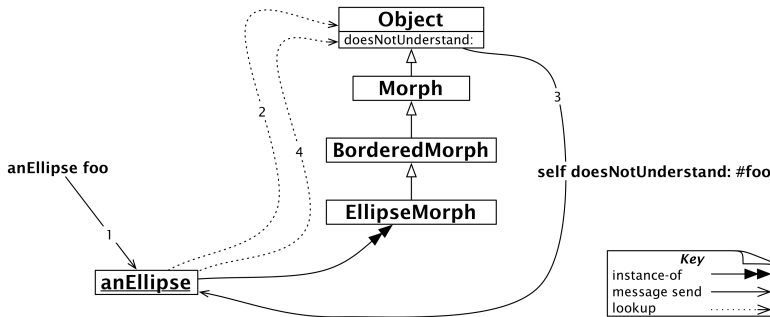 Object
doesNotUnderstand:
Morph
2
3
4
BorderedMorph
anEllipse foo
self doesNotUnderstand: #foo
EllipseMorph
1
anEllipse
Key
instance-of
message send
lookup